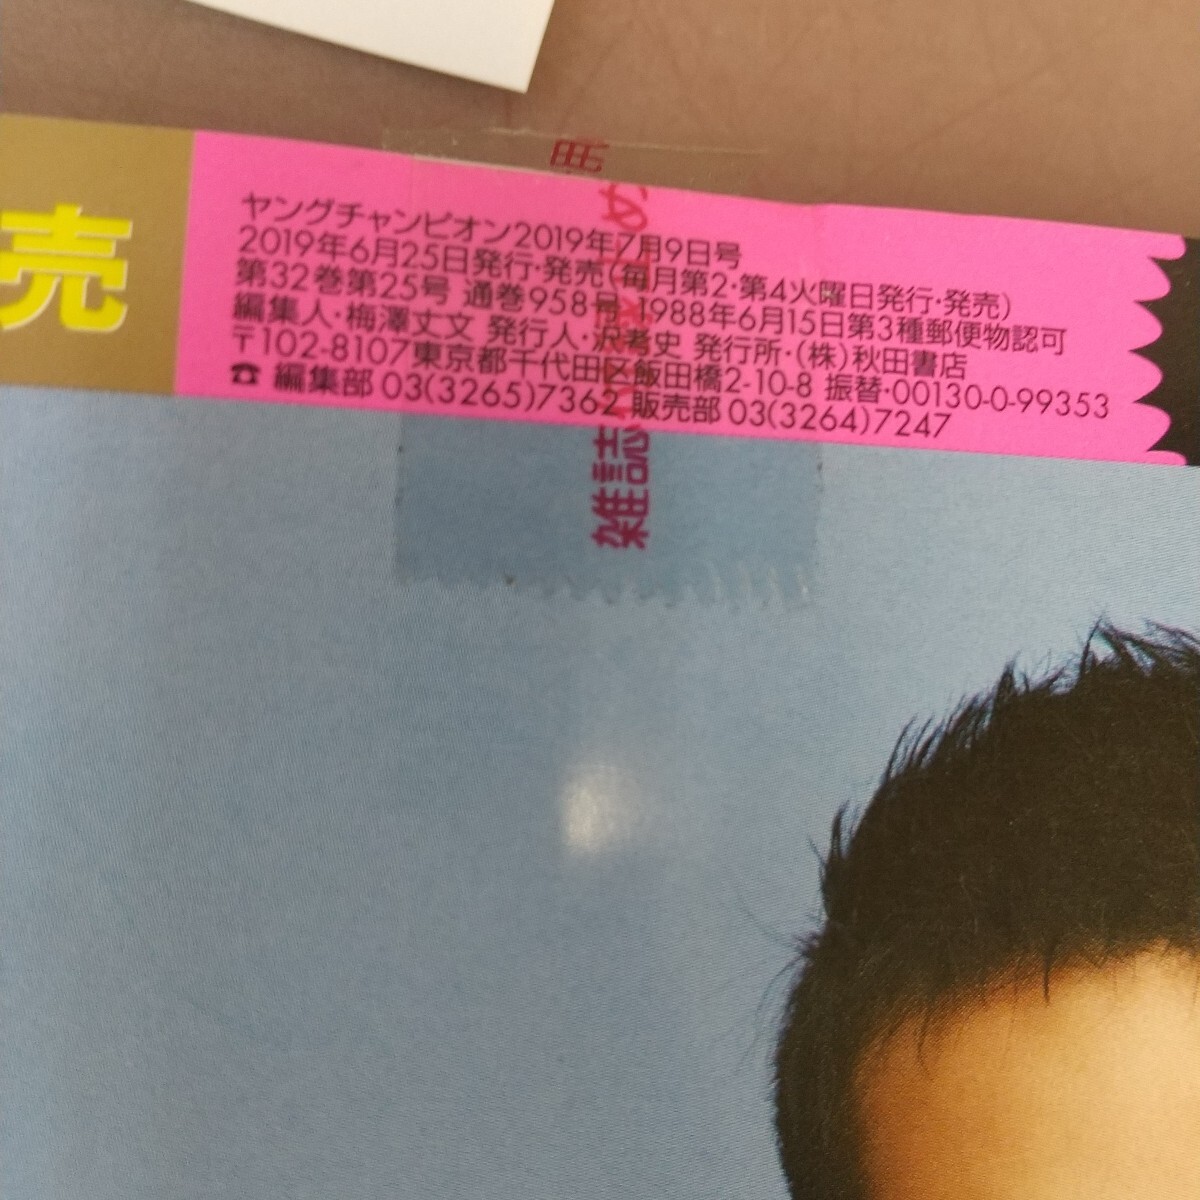 売
ヤングチャンピオン2019年7月9日号
2019年6月25日発行・発売(毎月第2・第4火曜日発行・発売)
第32巻第25号 通巻958号 1988年6月15日第3種郵便物認可
編集人・梅澤丈文 発行人・沢考史 発行所・(株)秋田書店
〒102-8107東京都千代田区飯田橋2-10-8 振替・00130-0-99353
☎ 編集部 03(3265)7362 販売部 03(3264)7247
雑誌